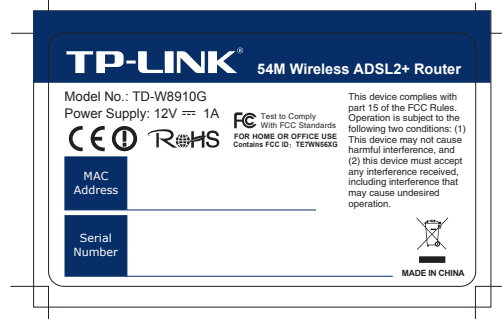 TP-LINK®
54M Wireless ADSL2+ Router
Model No.: TD-W8910G
Power Supply: 12V ⎓ 1A
CE RoHS
FC Test to Comply
With FCC Standards
FOR HOME OR OFFICE USE
Contains FCC ID: TE7WN56XG
This device complies with
part 15 of the FCC Rules.
Operation is subject to the
following two conditions: (1)
This device may not cause
harmful interference, and
(2) this device must accept
any interference received,
including interference that
may cause undesired
operation.
MAC
Address
Serial
Number
MADE IN CHINA